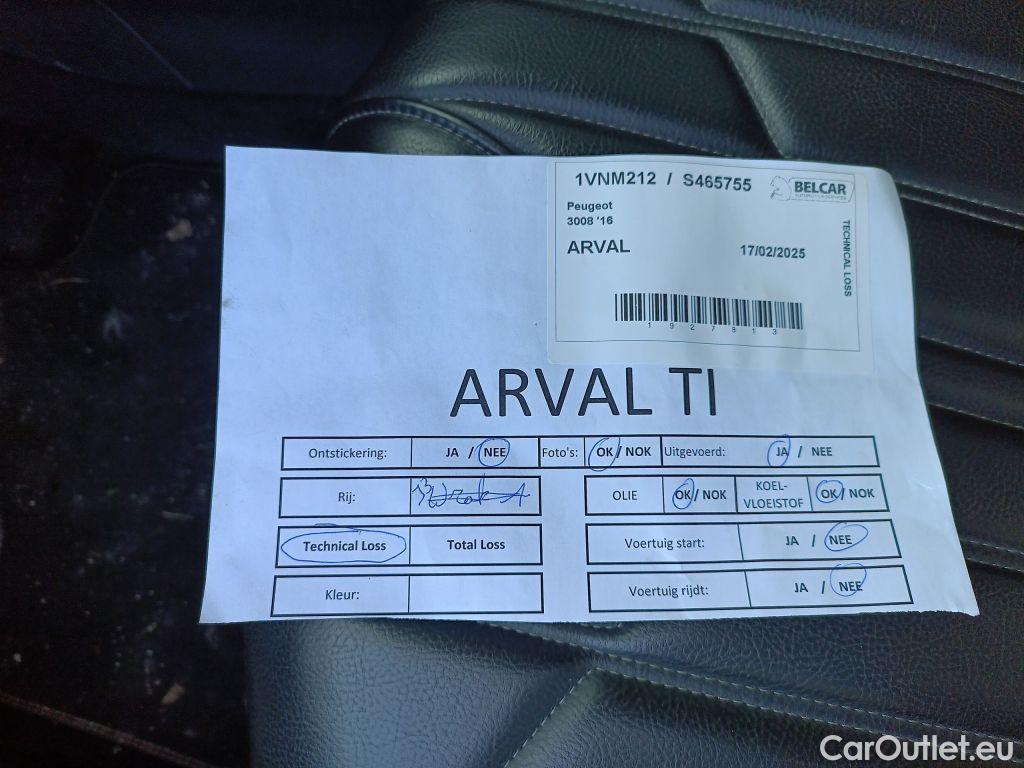 1VNM212 / S465755
BELCAR
Peugeot
3008 '16
ARVAL
17/02/2025
TECHNICAL LOSS
1927813
ARVAL TI
Ontstickering: JA / NEE Foto's: OK / NOK Uitgevoerd: JA / NEE
Rij: OLIE OK / NOK KOEL-VLOEISTOF OK / NOK
Technical Loss Total Loss Voertuig start: JA / NEE
Kleur: Voertuig rijdt: JA / NEE
CarOutlet.eu